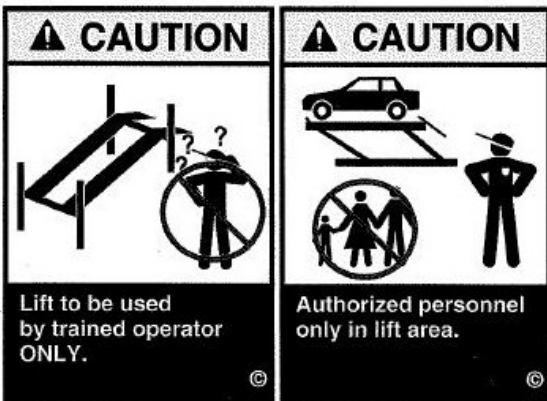 CAUTION
? ? ?
Lift to be used
by trained operator
ONLY.
©
CAUTION
Authorized personnel
only in lift area.
©